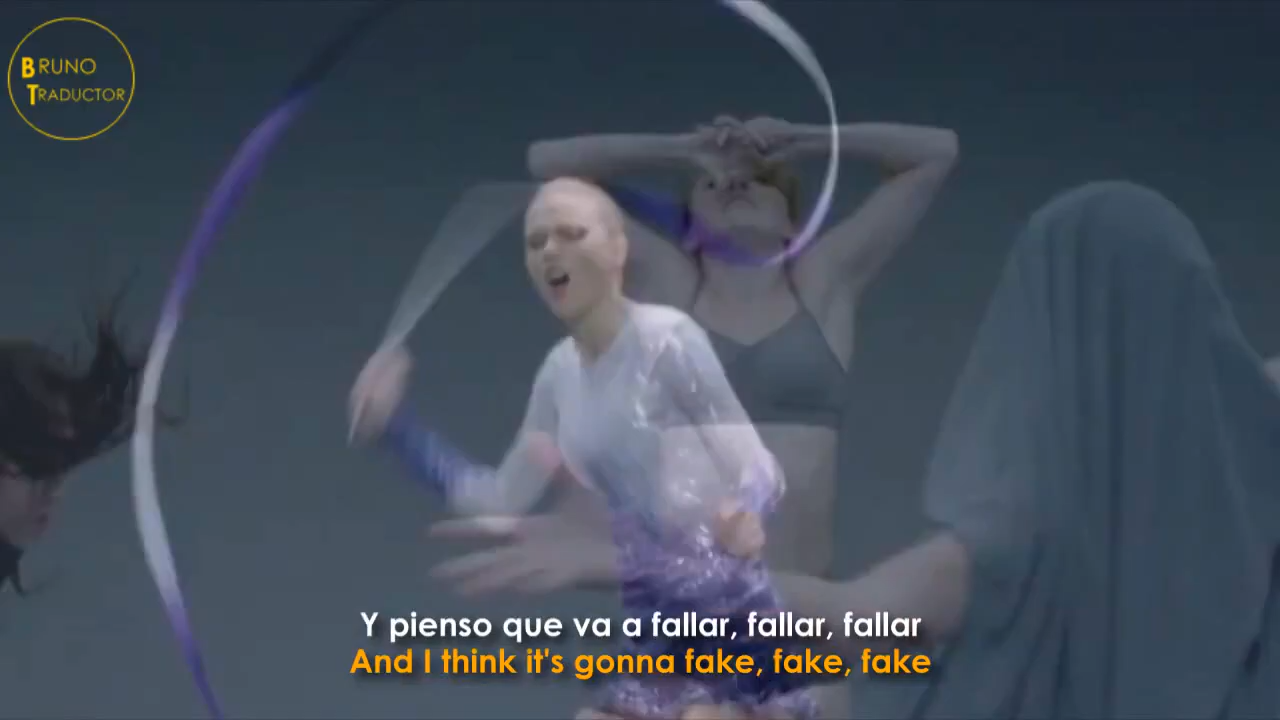 BRUNO
TRADUCTOR
Y pienso que va a fallar, fallar, fallar
And I think it's gonna fake, fake, fake